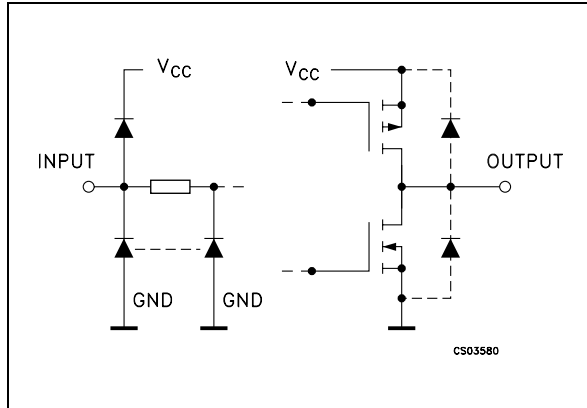 VCC
VCC
INPUT
OUTPUT
GND
GND
CS03580